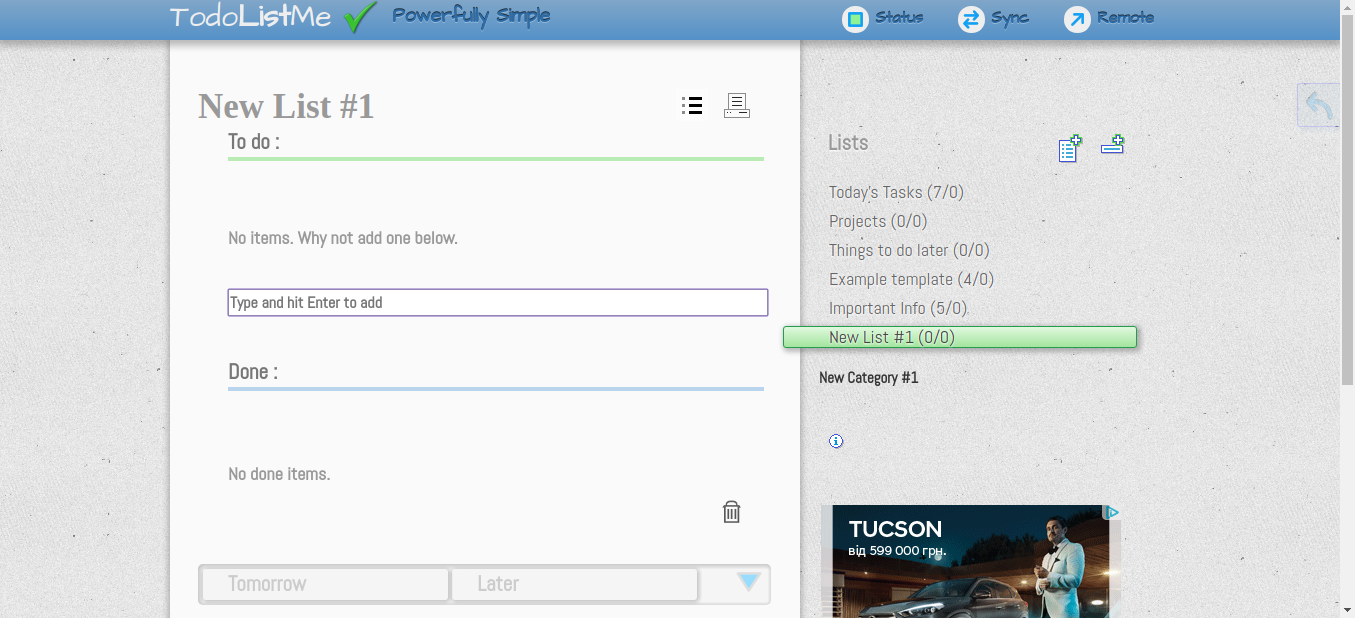 TodoListMe Powerfully Simple Status Sync Remote
New List #1
To do :
No items. Why not add one below.
Type and hit Enter to add
Done :
No done items.
Tomorrow Later
Lists
Today's Tasks (7/0)
Projects (0/0)
Things to do later (0/0)
Example template (4/0)
Important Info (5/0)
New List #1 (0/0)
New Category #1
TUCSON
від 599 000 грн.